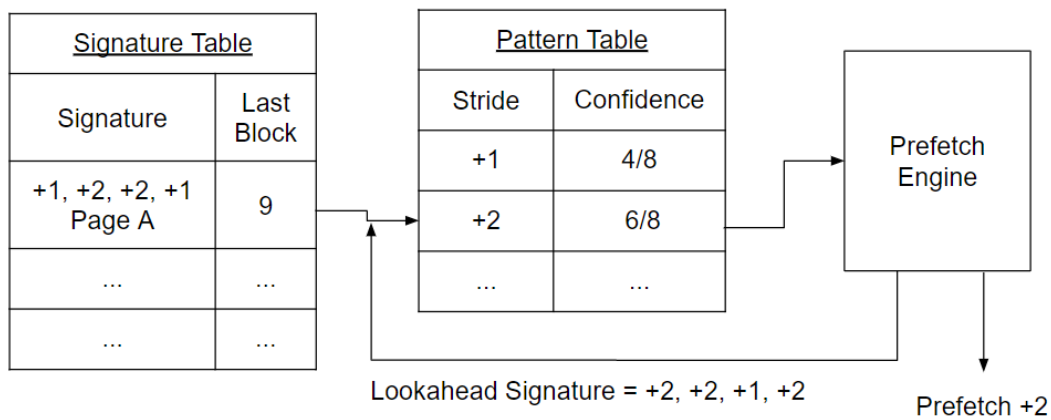 Signature Table
Signature
Last
Block
+1, +2, +2, +1
Page A
9
...
...
...
...
Pattern Table
Stride
Confidence
+1
4/8
+2
6/8
...
...
Prefetch
Engine
Lookahead Signature = +2, +2, +1, +2
Prefetch +2